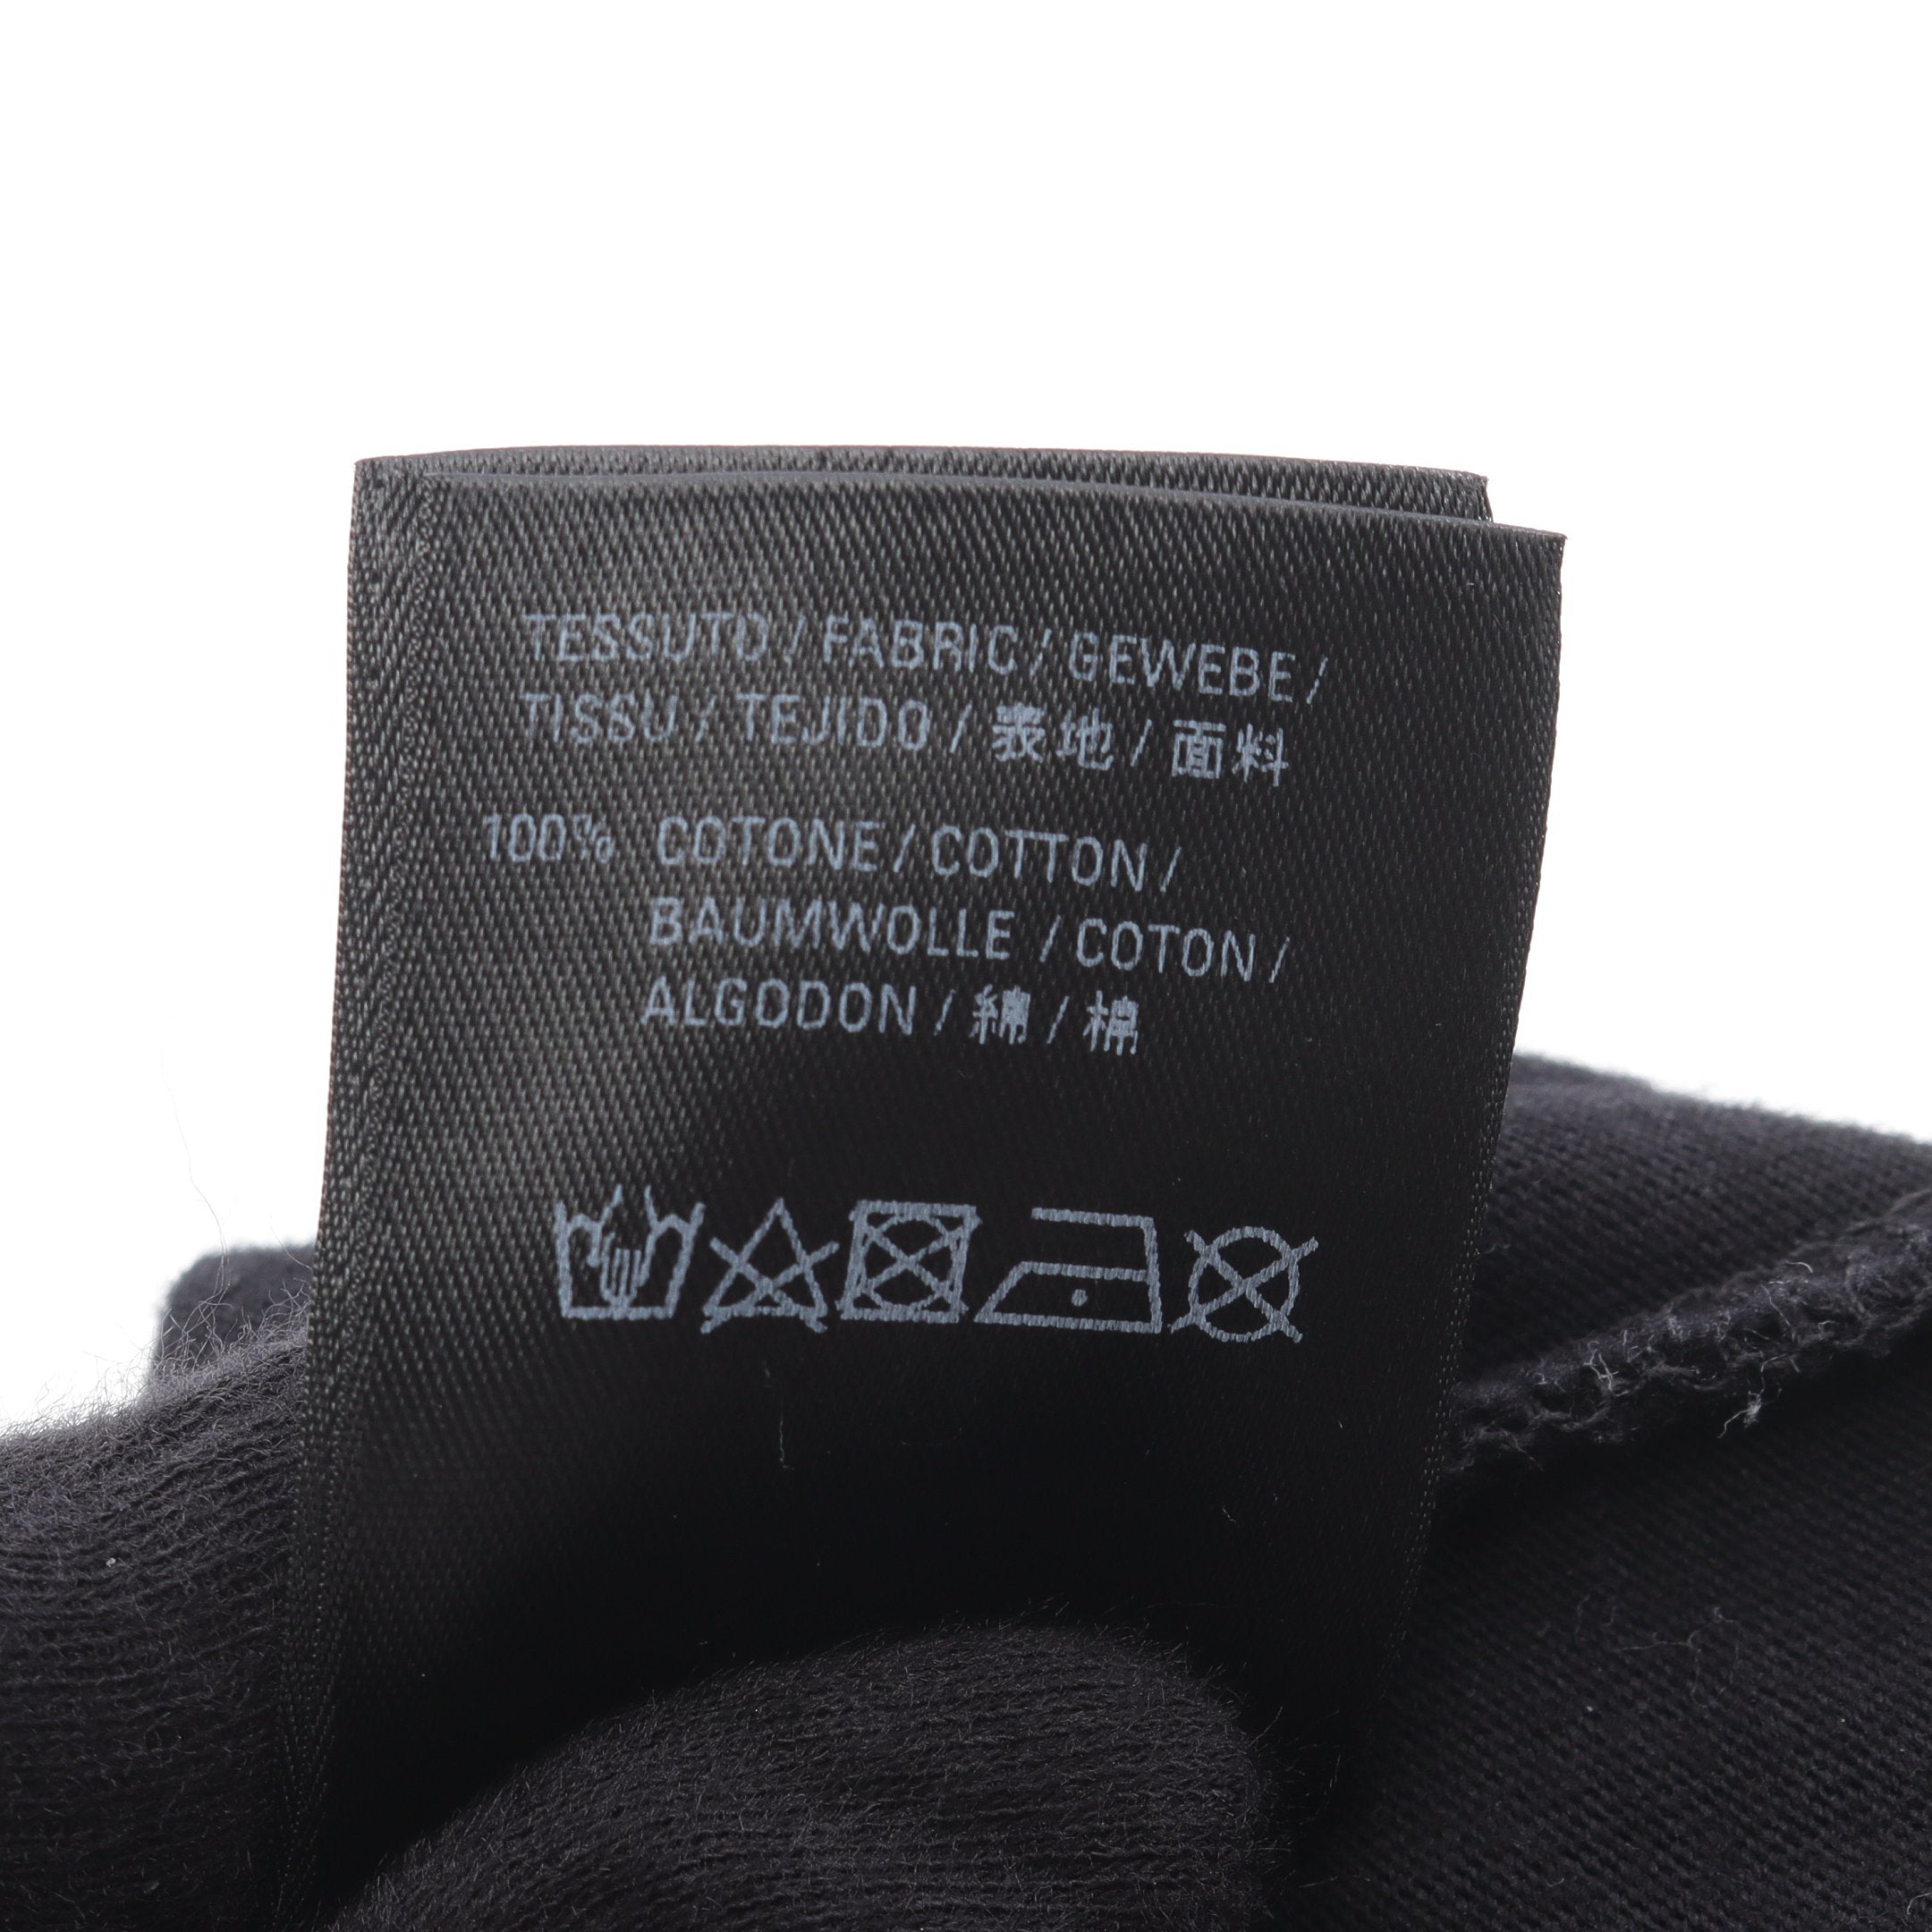 TESSUTO / FABRIC / GEWEBE /
TISSU / TEJIDO / 表地 / 面料
100% COTONE / COTTON /
BAUMWOLLE / COTON /
ALGODON / 綿 / 棉